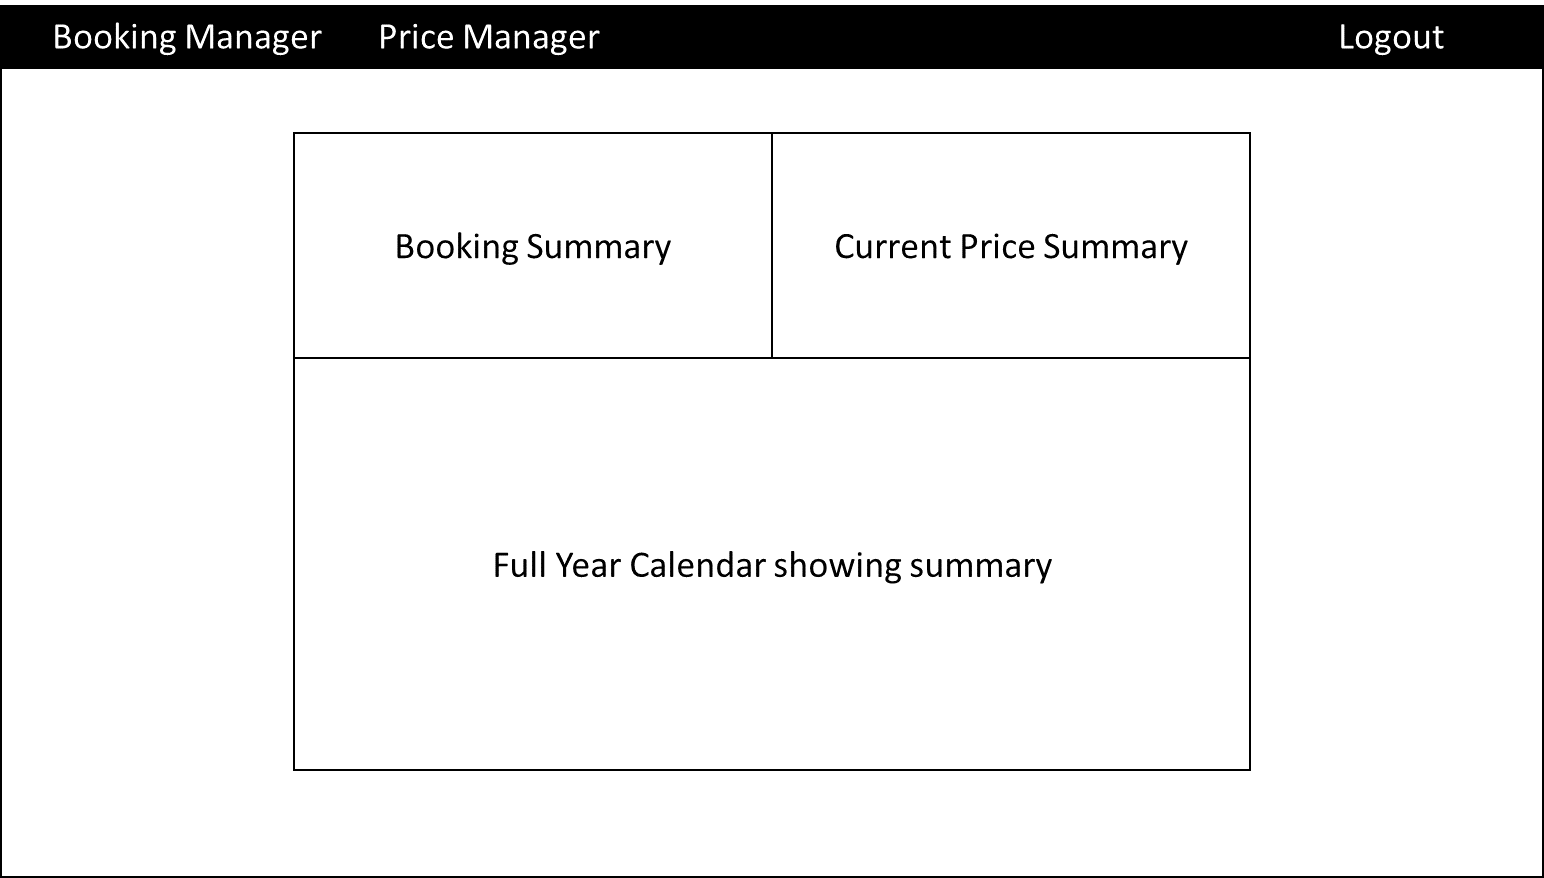 Booking Manager Price Manager Logout
Booking Summary Current Price Summary
Full Year Calendar showing summary